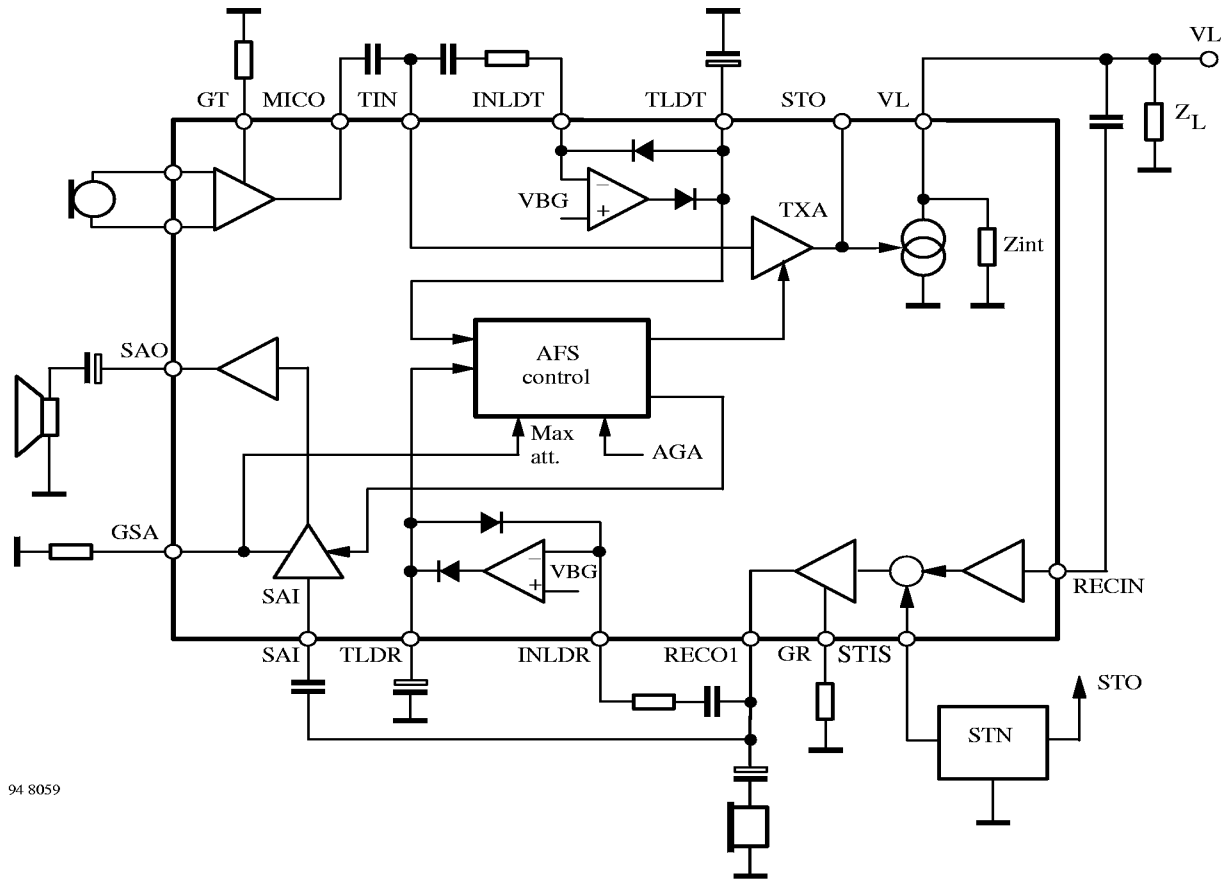 VL
GT
MICO
TIN
INLDT
TLDT
STO
VL
Z L
VBG
−
+
TXA
Zint
SAO
AFS
control
Max
att.
AGA
GSA
SAI
−
+
VBG
RECIN
SAI
TLDR
INLDR
RECO1
GR
STIS
STO
STN
94 8059